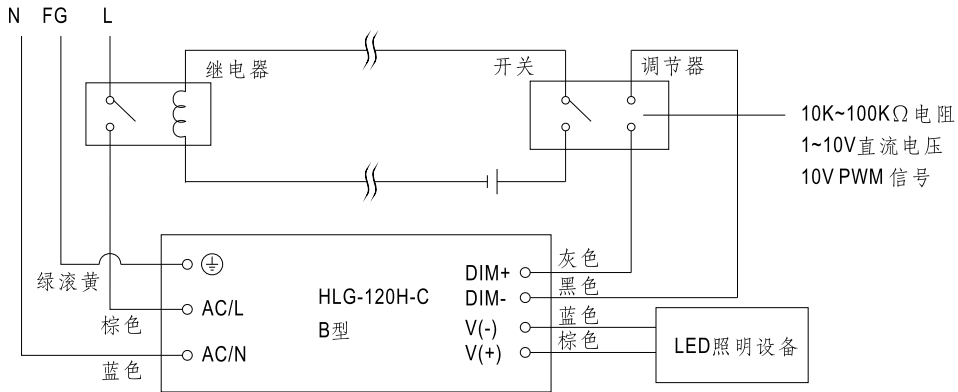 N FG L
继电器
开关
调节器
10K~100KΩ电阻
1~10V直流电压
10V PWM 信号
绿滚黄
棕色
蓝色
AC/L
AC/N
HLG-120H-C
B型
DIM+
DIM-
V(-)
V(+)
灰色
黑色
蓝色
棕色
LED照明设备